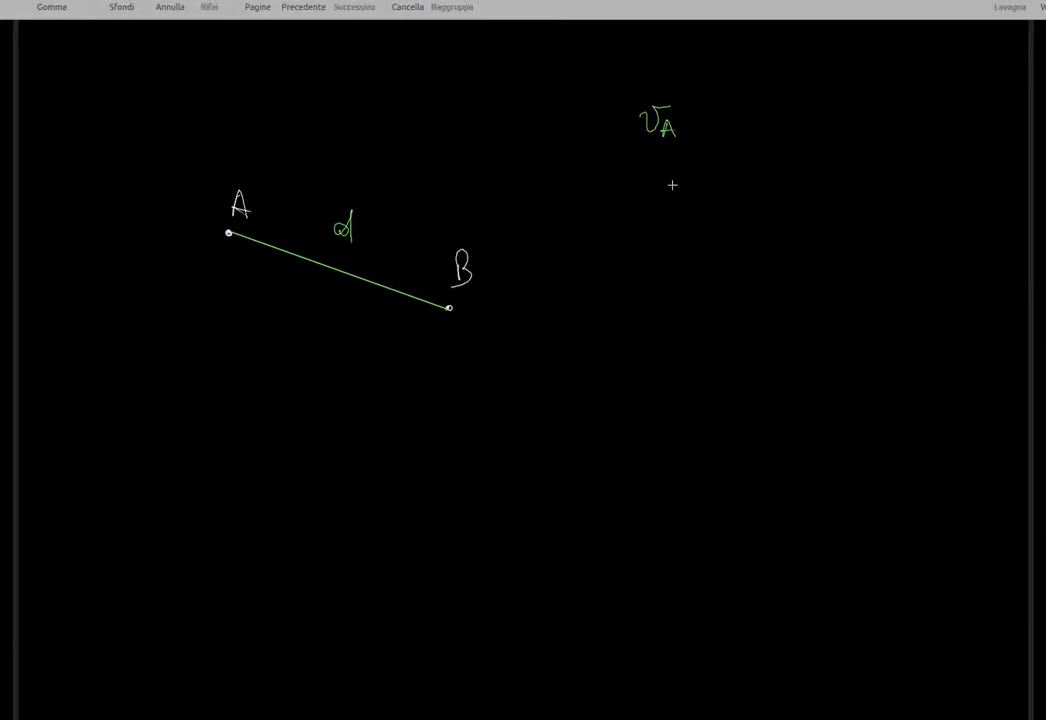 Gomma Sfondi Annulla Rifai Pagine Precedente Successivo Cancella Raggruppa Lavagna
v_A
A
d
B